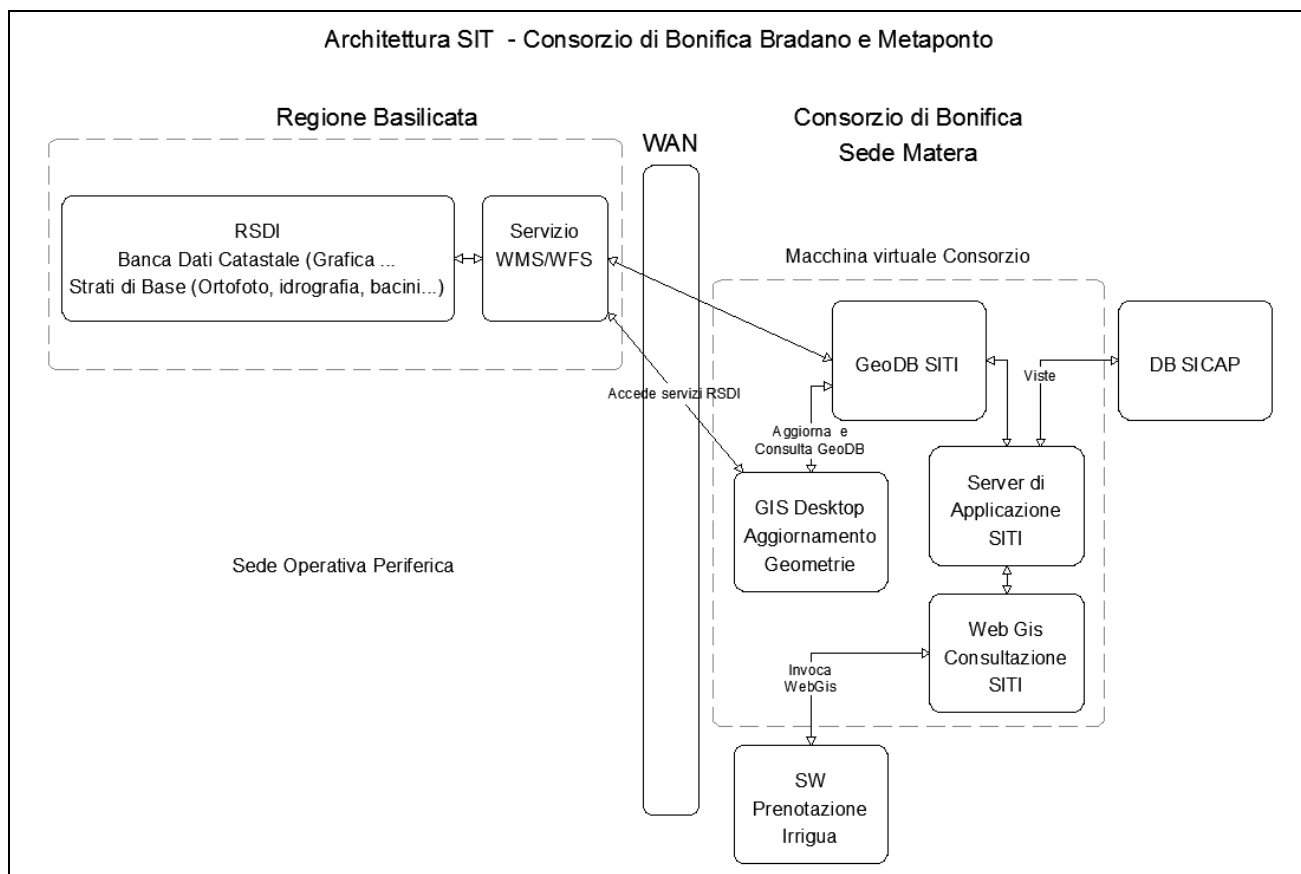 Architettura SIT - Consorzio di Bonifica Bradano e Metaponto
Regione Basilicata
WAN
Consorzio di Bonifica
Sede Matera
RSDI
Banca Dati Catastale (Grafica ...
Strati di Base (Ortofoto, idrografia, bacini...)
Servizio
WMS/WFS
Macchina virtuale Consorzio
GeoDB SITI
Viste
DB SICAP
Accede servizi RSDI
Aggiorna e
Consulta GeoDB
GIS Desktop
Aggiornamento
Geometrie
Server di
Applicazione
SITI
Sede Operativa Periferica
Web Gis
Consultazione
SITI
Invoca
WebGis
SW
Prenotazione
Irrigua